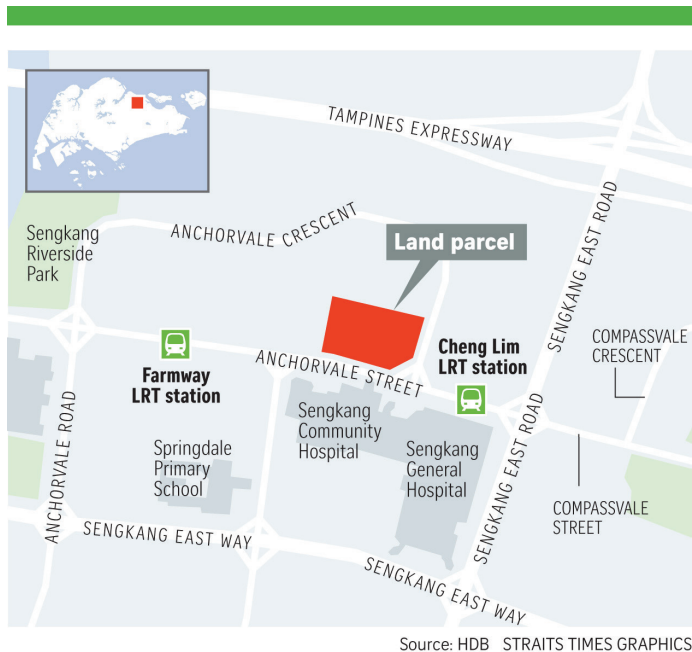 TAMPINES EXPRESSWAY
SENGKANG EAST ROAD
ANCHORVALE CRESCENT
Sengkang
Riverside
Park
Land parcel
COMPASSVALE
CRESCENT
Cheng Lim
LRT station
ANCHORVALE STREET
Farmway
LRT station
ANCHORVALE ROAD
Sengkang
Community
Hospital
Springdale
Primary
School
Sengkang
General
Hospital
SENGKANG EAST ROAD
COMPASSVALE
STREET
SENGKANG EAST WAY
SENGKANG EAST WAY
Source: HDB STRAITS TIMES GRAPHICS